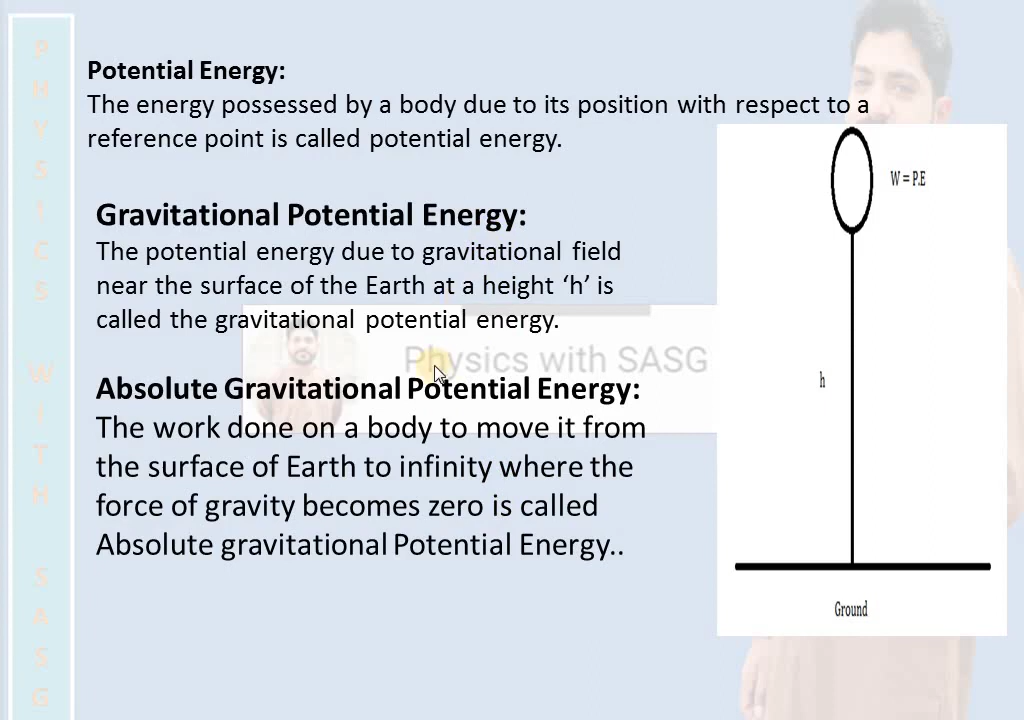 PHYSICS WITH SASG
Potential Energy:
The energy possessed by a body due to its position with respect to a
reference point is called potential energy.
Gravitational Potential Energy:
The potential energy due to gravitational field
near the surface of the Earth at a height ‘h’ is
called the gravitational potential energy.
Physics with SASG
Absolute Gravitational Potential Energy:
The work done on a body to move it from
the surface of Earth to infinity where the
force of gravity becomes zero is called
Absolute gravitational Potential Energy..
W = P.E
h
Ground